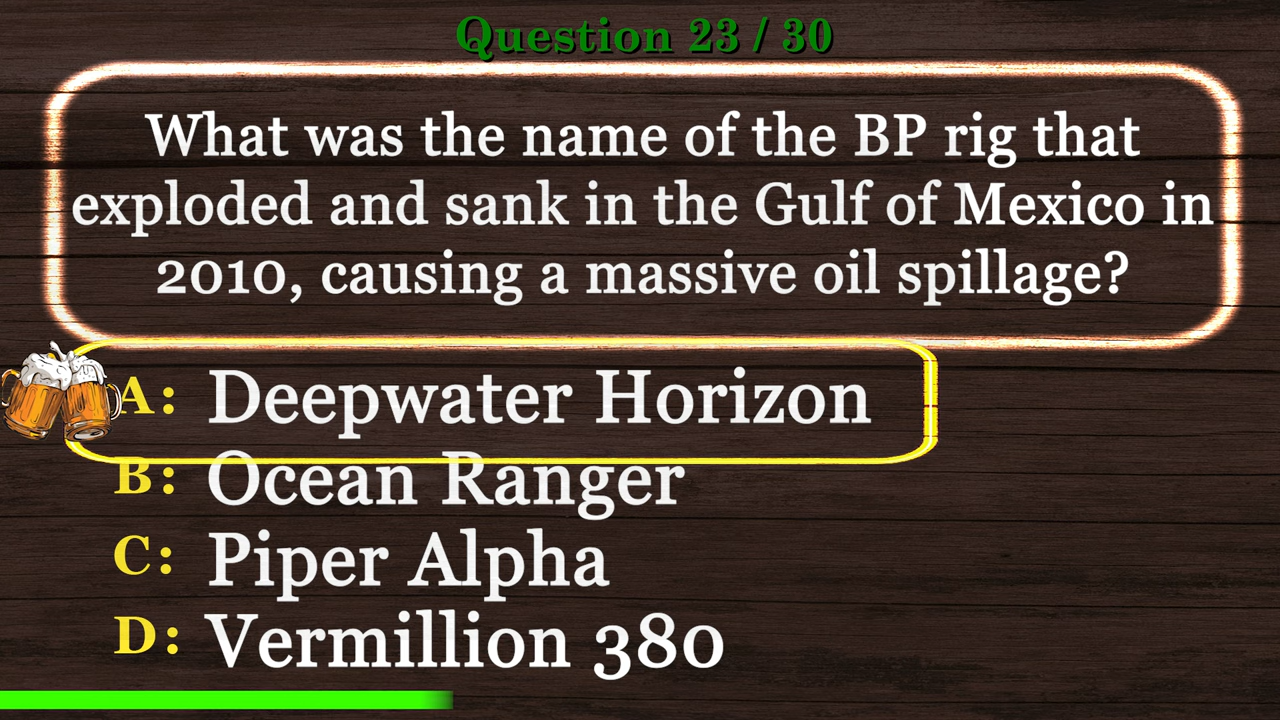 Question 23 / 30
What was the name of the BP rig that
exploded and sank in the Gulf of Mexico in
2010, causing a massive oil spillage?
A: Deepwater Horizon
B: Ocean Ranger
C: Piper Alpha
D: Vermillion 380